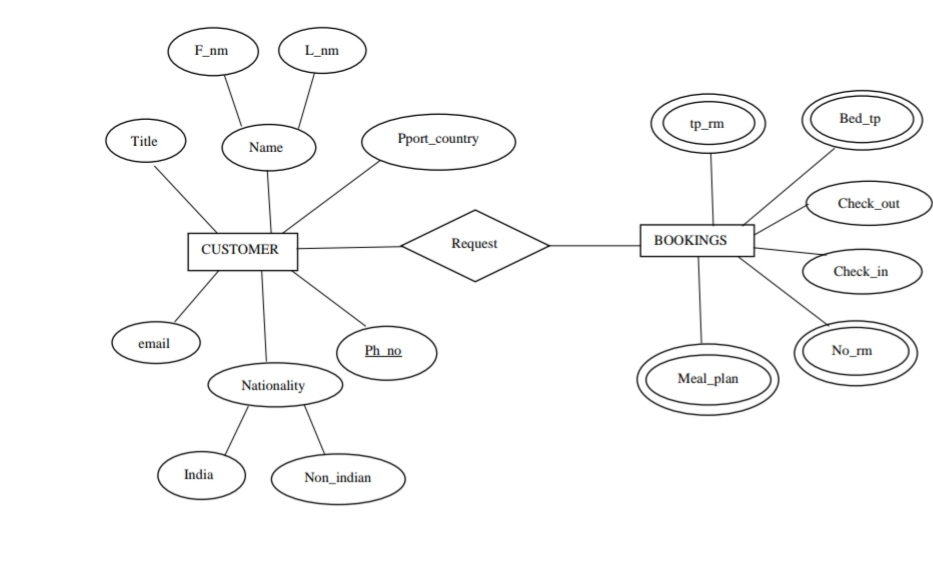 F_nm
L_nm
Title
Name
Pport_country
tp_rm
Bed_tp
Check_out
CUSTOMER
Request
BOOKINGS
Check_in
email
Ph_no
No_rm
Nationality
Meal_plan
India
Non_indian